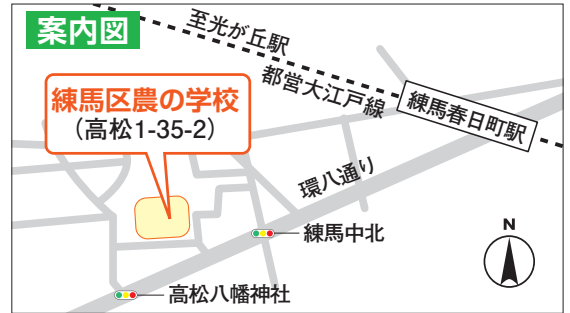 案内図
至光が丘駅
都営大江戸線
練馬春日町駅
練馬区農の学校
（高松1-35-2）
環八通り
N
練馬中北
高松八幡神社